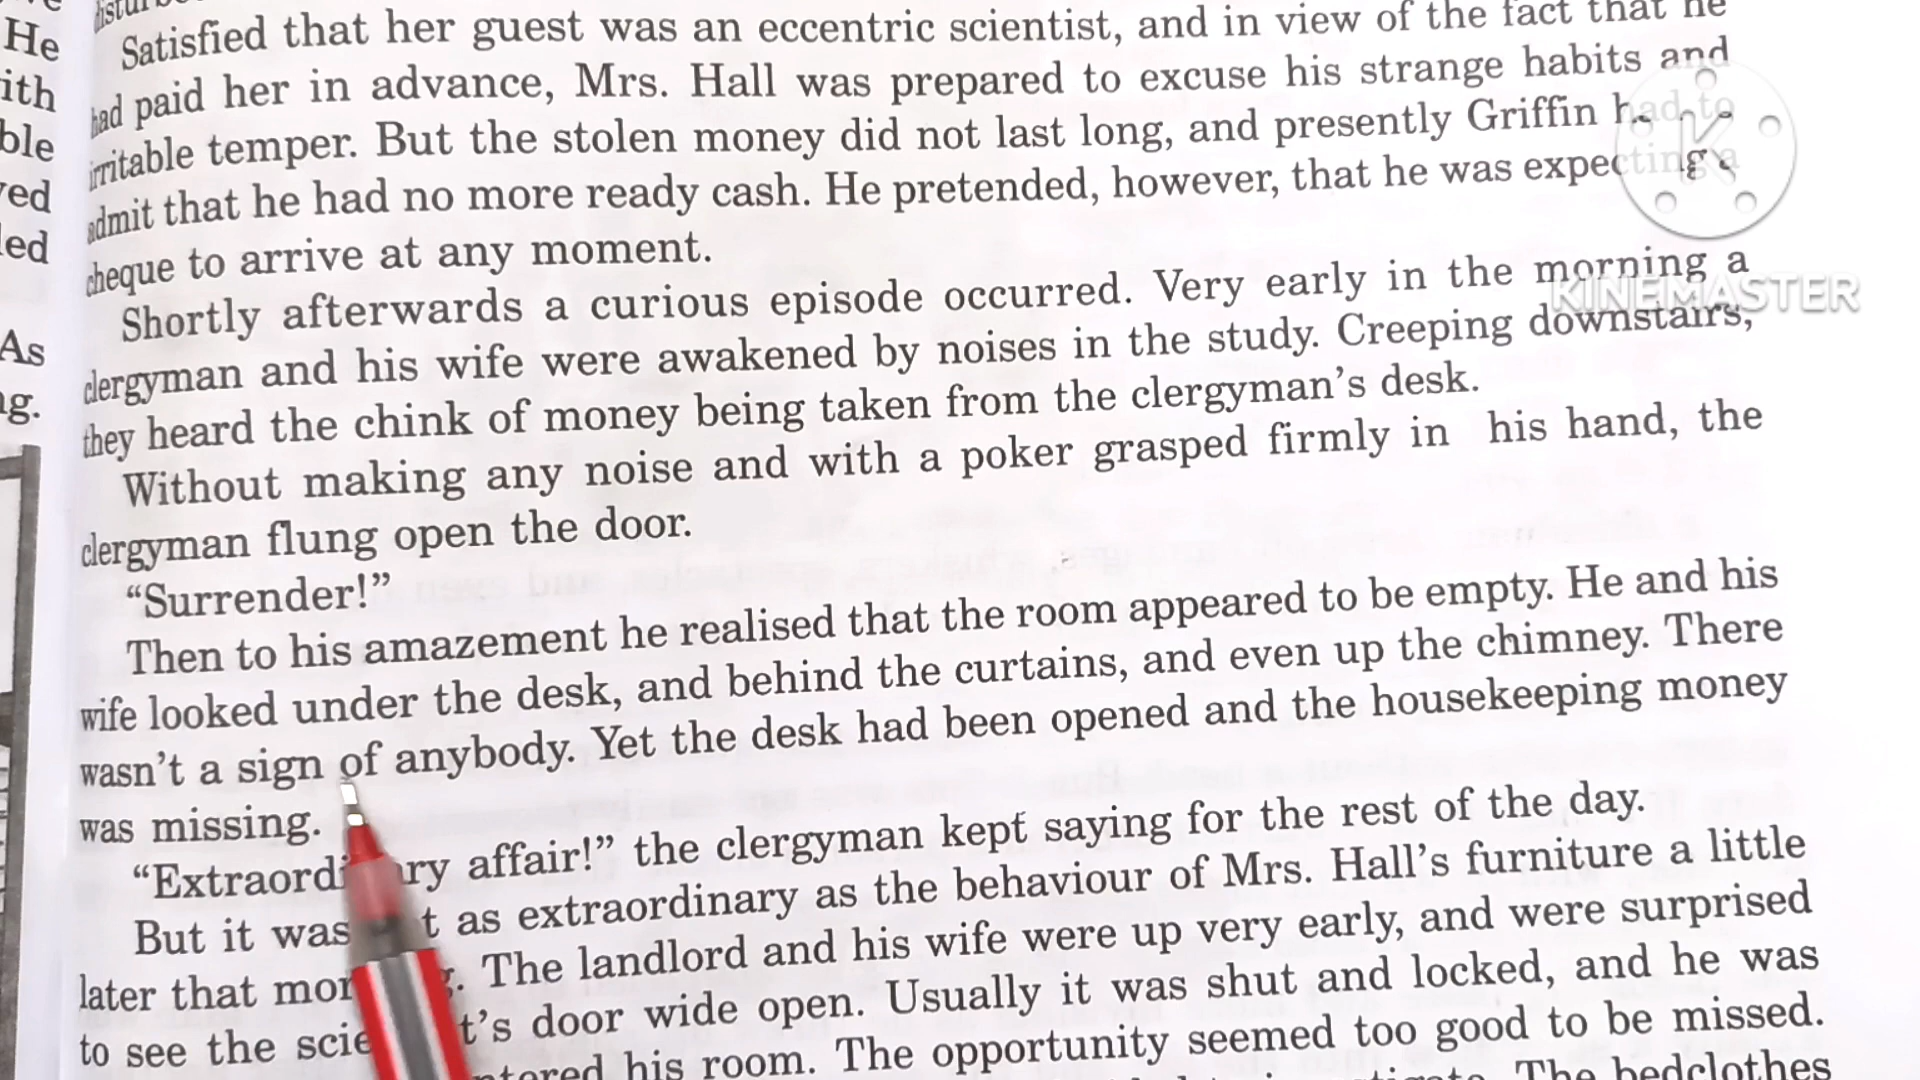 He
ith
ble
ed
ed
As
g.
Satisfied that her guest was an eccentric scientist, and in view of the fact that he
had paid her in advance, Mrs. Hall was prepared to excuse his strange habits and
irritable temper. But the stolen money did not last long, and presently Griffin had to
admit that he had no more ready cash. He pretended, however, that he was expecting a
cheque to arrive at any moment.
Shortly afterwards a curious episode occurred. Very early in the morning a
clergyman and his wife were awakened by noises in the study. Creeping downstairs,
they heard the chink of money being taken from the clergyman's desk.
Without making any noise and with a poker grasped firmly in his hand, the
clergyman flung open the door.
“Surrender!”
Then to his amazement he realised that the room appeared to be empty. He and his
wife looked under the desk, and behind the curtains, and even up the chimney. There
wasn't a sign of anybody. Yet the desk had been opened and the housekeeping money
was missing.
“Extraordinary affair!” the clergyman kept saying for the rest of the day.
But it was t as extraordinary as the behaviour of Mrs. Hall's furniture a little
later that mor g. The landlord and his wife were up very early, and were surprised
to see the scie t's door wide open. Usually it was shut and locked, and he was
his room. The opportunity seemed too good to be missed.
The bedclothes
K
KINEMASTER